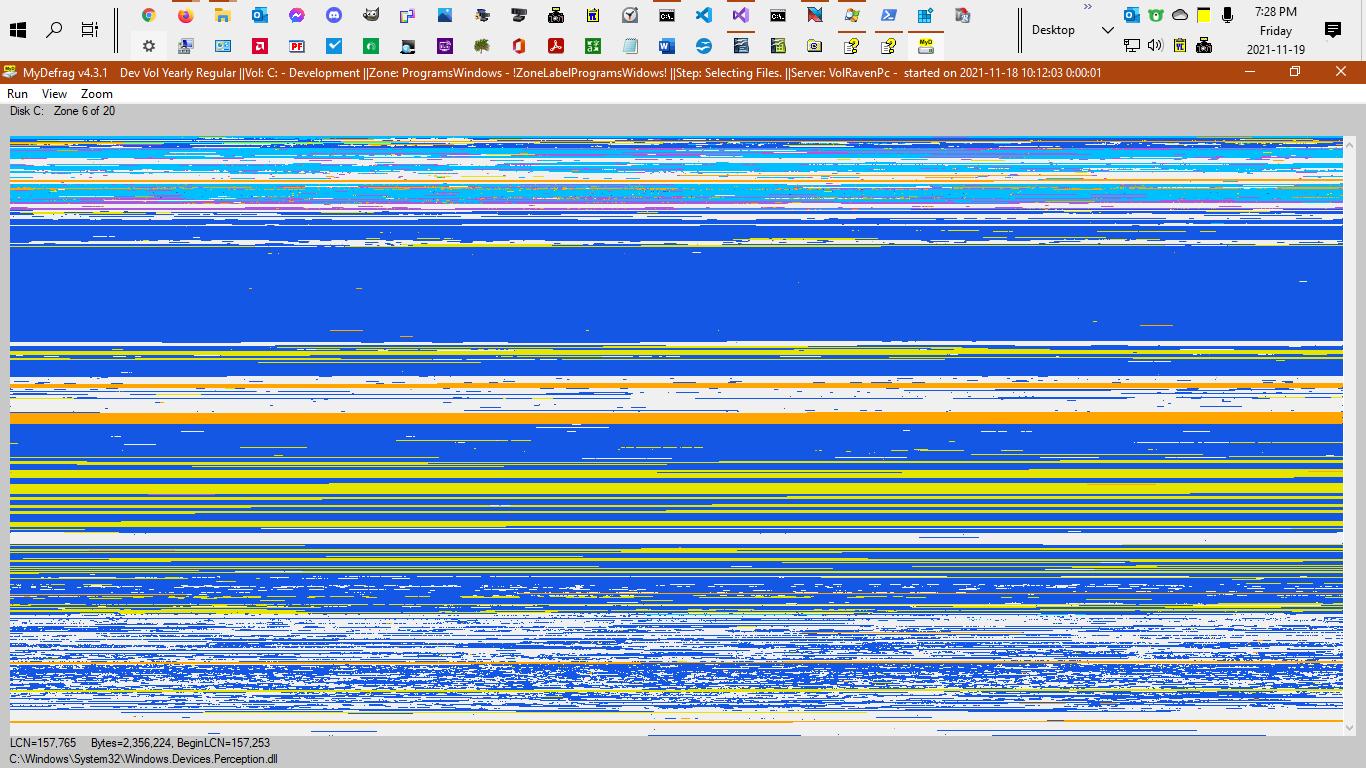 7:28 PM
Desktop
Friday
2021-11-19
MyDefrag v4.3.1 Dev Vol Yearly Regular ||Vol: C: - Development ||Zone: ProgramsWindows - !ZoneLabelProgramsWidows! ||Step: Selecting Files. ||Server: VolRavenPc - started on 2021-11-18 10:12:03 0:00:01
Run View Zoom
Disk C: Zone 6 of 20
LCN=157,765 Bytes=2,356,224, BeginLCN=157,253
C:\Windows\System32\Windows.Devices.Perception.dll